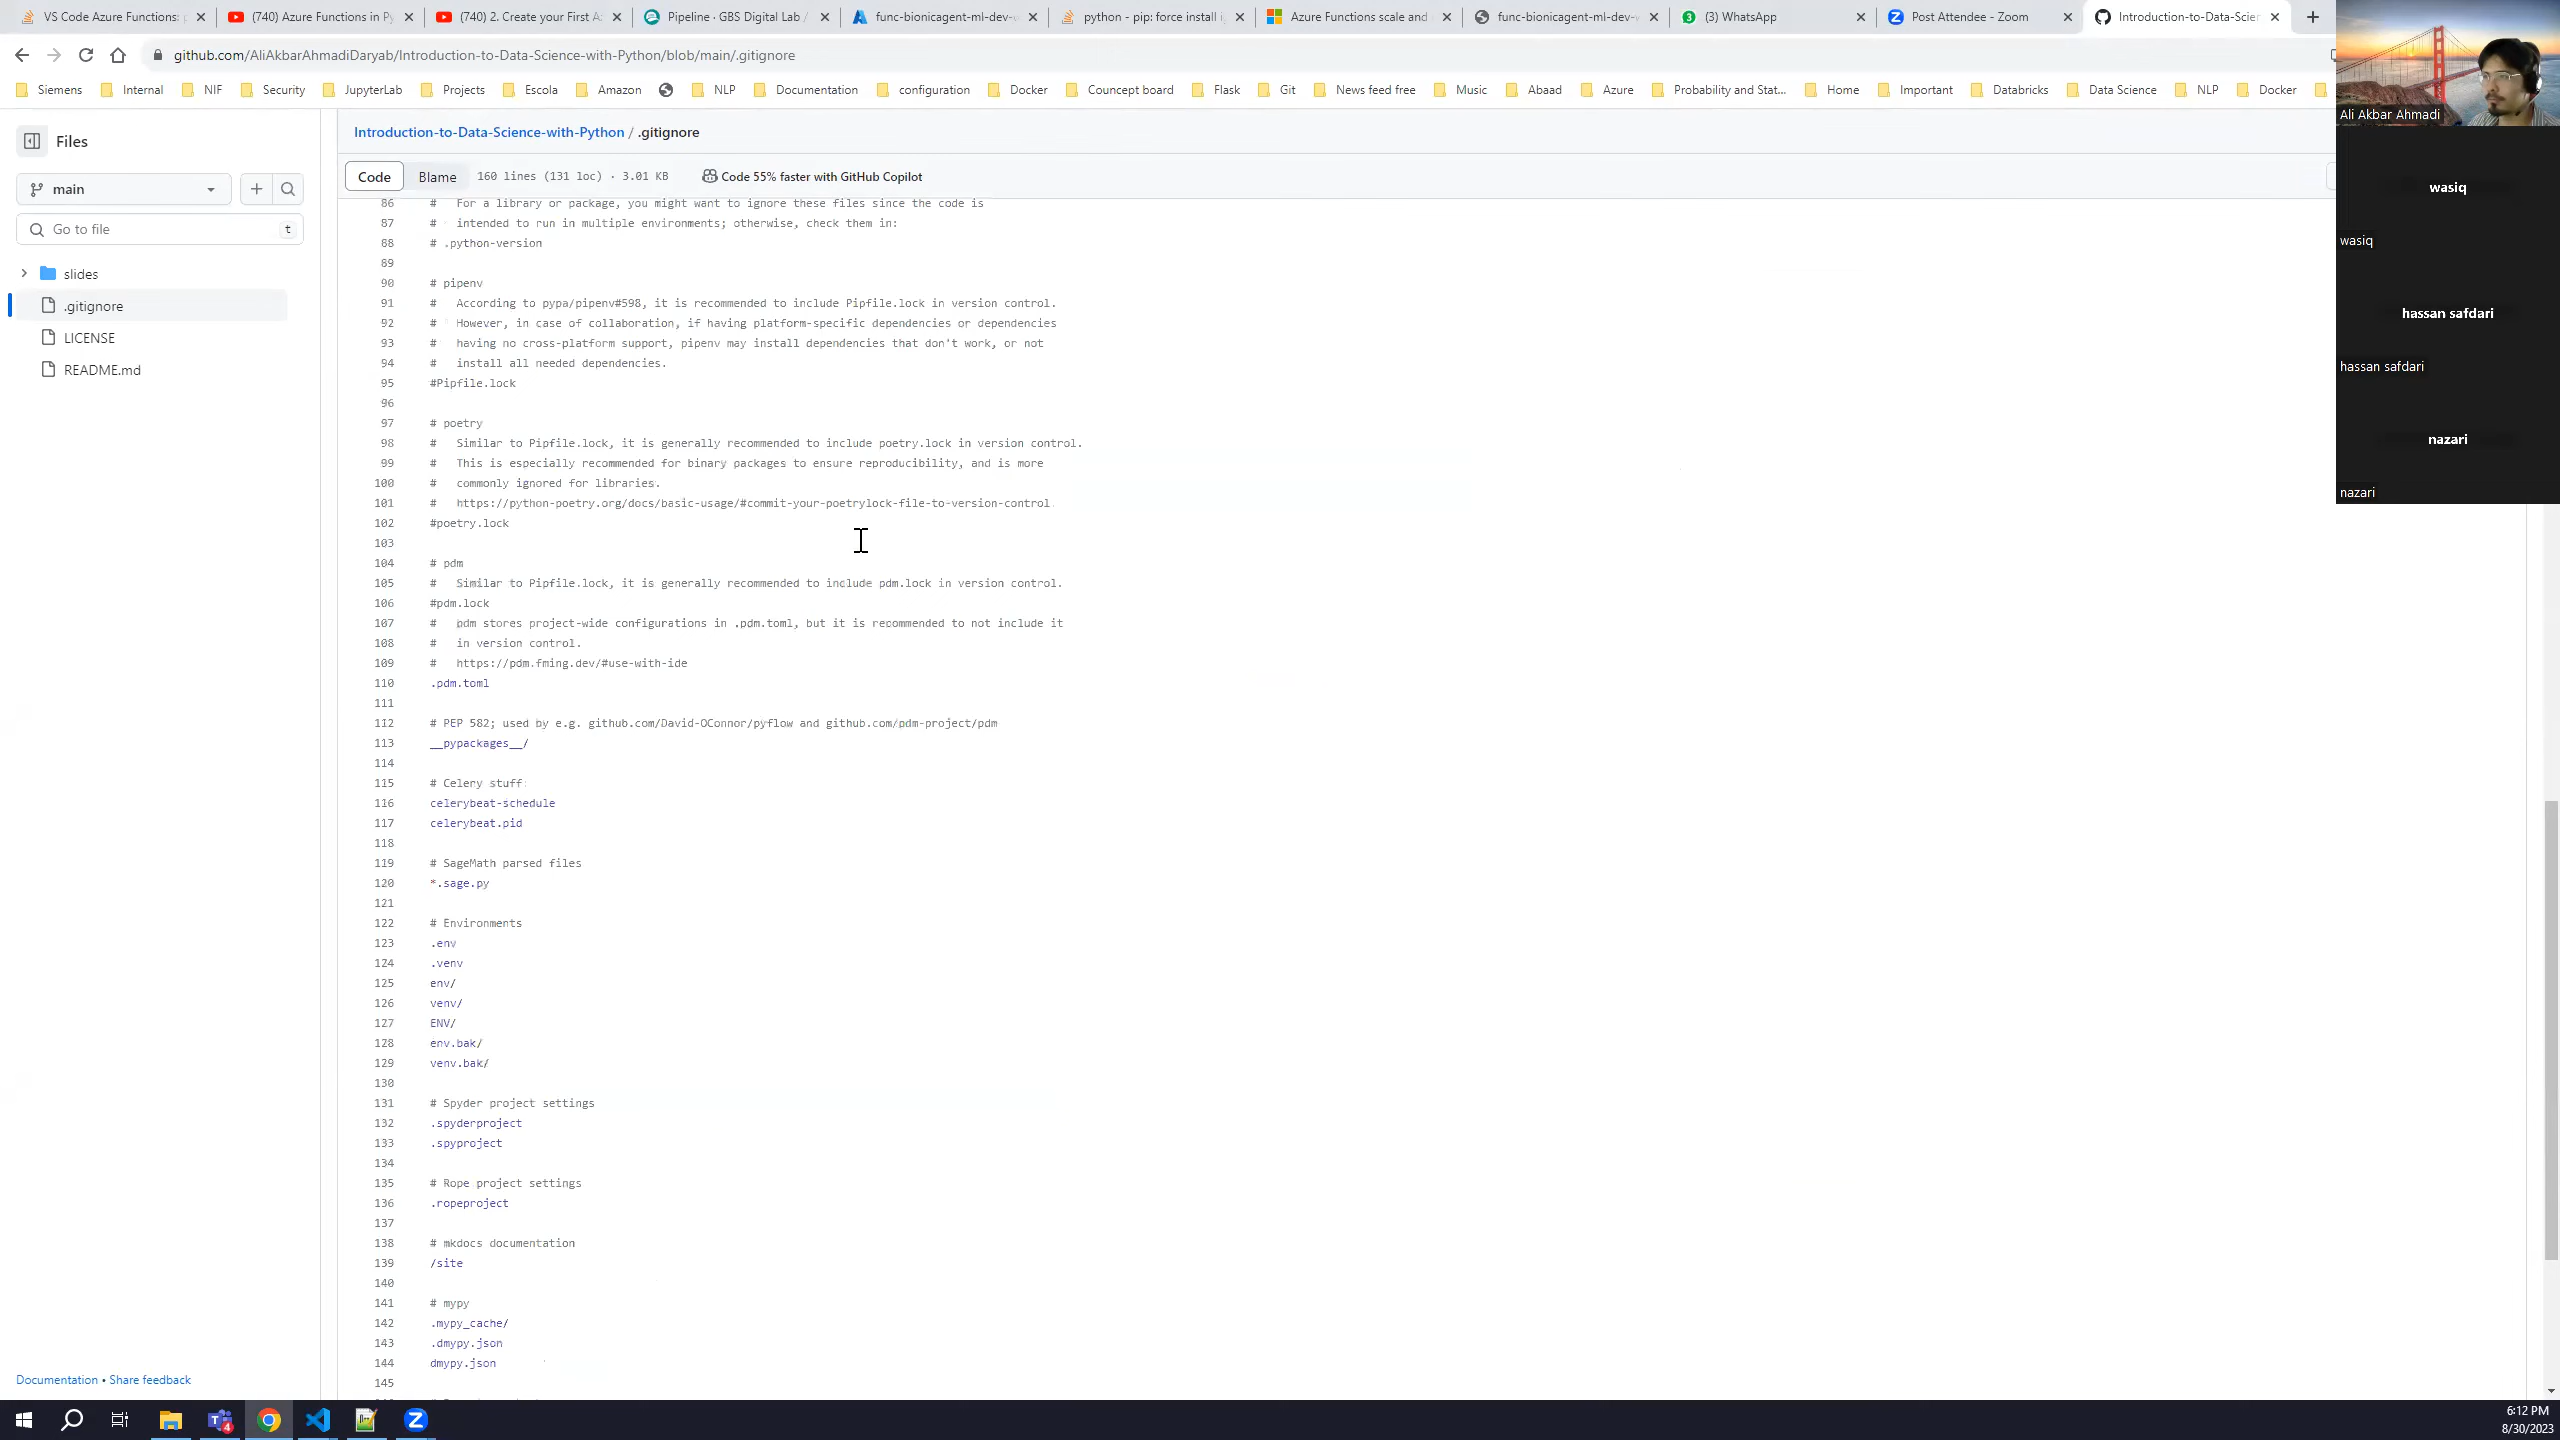 VS Code Azure Functions: p
(740) Azure Functions in Py
(740) 2. Create your First A
Pipeline · GBS Digital Lab /
func-bionicagent-ml-dev-
python - pip: force install i
Azure Functions scale and
func-bionicagent-ml-dev-w
(3) WhatsApp
Post Attendee - Zoom
Introduction-to-Data-Scien
github.com/AliAkbarAhmadiDaryab/Introduction-to-Data-Science-with-Python/blob/main/.gitignore
Siemens
Internal
NIF
Security
JupyterLab
Projects
Escola
Amazon
NLP
Documentation
configuration
Docker
Councept board
Flask
Git
News feed free
Music
Abaad
Azure
Probability and Stat...
Home
Important
Databricks
Data Science
NLP
Docker
Files
main
Go to file
t
slides
.gitignore
LICENSE
README.md
Documentation • Share feedback
Introduction-to-Data-Science-with-Python / .gitignore
Code
Blame
160 lines (131 loc) · 3.01 KB
Code 55% faster with GitHub Copilot
86 #   For a library or package, you might want to ignore these files since the code is
87 #   intended to run in multiple environments; otherwise, check them in:
88 # .python-version
89
90 # pipenv
91 #   According to pypa/pipenv#598, it is recommended to include Pipfile.lock in version control.
92 #   However, in case of collaboration, if having platform-specific dependencies or dependencies
93 #   having no cross-platform support, pipenv may install dependencies that don't work, or not
94 #   install all needed dependencies.
95 #Pipfile.lock
96
97 # poetry
98 #   Similar to Pipfile.lock, it is generally recommended to include poetry.lock in version control.
99 #   This is especially recommended for binary packages to ensure reproducibility, and is more
100 #   commonly ignored for libraries.
101 #   https://python-poetry.org/docs/basic-usage/#commit-your-poetrylock-file-to-version-control
102 #poetry.lock
103
104 # pdm
105 #   Similar to Pipfile.lock, it is generally recommended to include pdm.lock in version control.
106 #pdm.lock
107 #   pdm stores project-wide configurations in .pdm.toml, but it is recommended to not include it
108 #   in version control.
109 #   https://pdm.fming.dev/#use-with-ide
110 .pdm.toml
111
112 # PEP 582; used by e.g. github.com/David-OConnor/pyflow and github.com/pdm-project/pdm
113 __pypackages__/
114
115 # Celery stuff
116 celerybeat-schedule
117 celerybeat.pid
118
119 # SageMath parsed files
120 *.sage.py
121
122 # Environments
123 .env
124 .venv
125 env/
126 venv/
127 ENV/
128 env.bak/
129 venv.bak/
130
131 # Spyder project settings
132 .spyderproject
133 .spyproject
134
135 # Rope project settings
136 .ropeproject
137
138 # mkdocs documentation
139 /site
140
141 # mypy
142 .mypy_cache/
143 .dmypy.json
144 dmypy.json
145
Ali Akbar Ahmadi
wasiq
wasiq
hassan safdari
hassan safdari
nazari
nazari
4
6:12 PM
8/30/2023